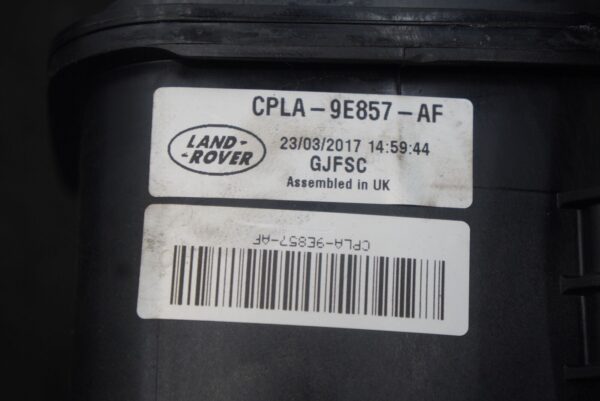 CPLA-9E857-AF
LAND-
-ROVER
23/03/2017 14:59:44
GJFSC
Assembled in UK
CPLA-9E857-AF